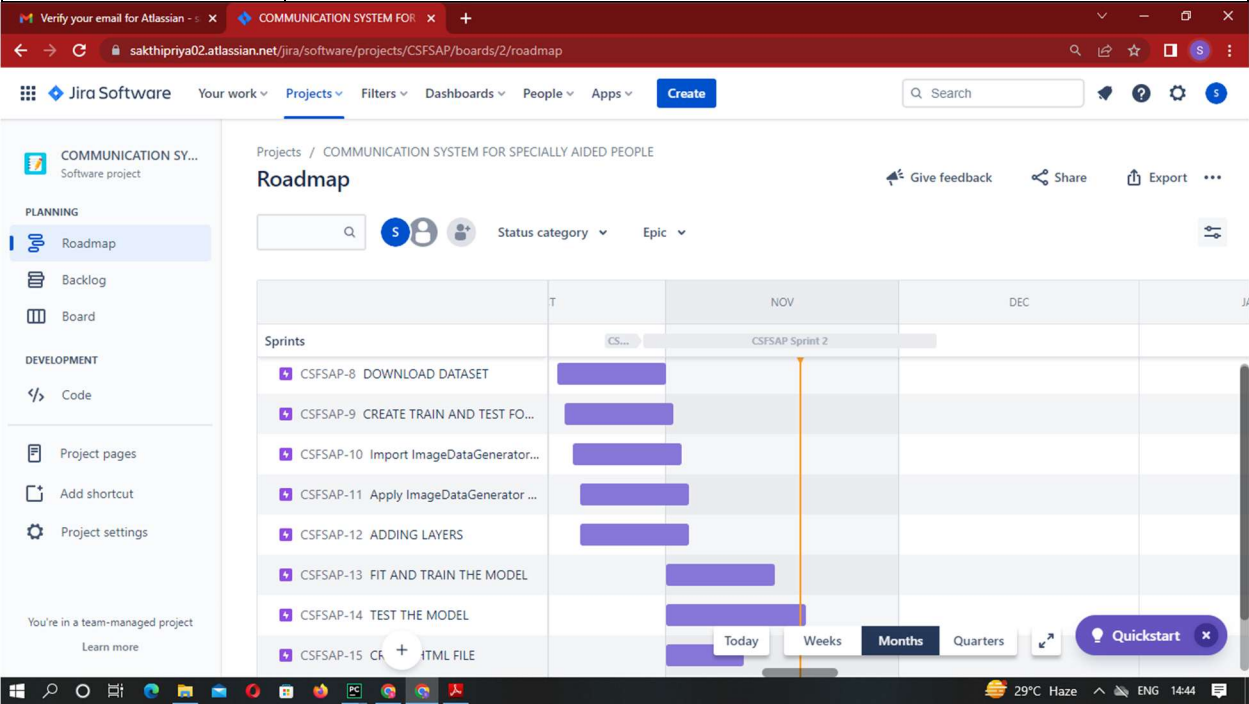 Verify your email for Atlassian - s
COMMUNICATION SYSTEM FOR
sakthipriya02.atlassian.net/jira/software/projects/CSFSAP/boards/2/roadmap
S
Jira Software
Your work
Projects
Filters
Dashboards
People
Apps
Create
Search
S
COMMUNICATION SY...
Software project
Projects / COMMUNICATION SYSTEM FOR SPECIALLY AIDED PEOPLE
Roadmap
Give feedback
Share
Export
PLANNING
Roadmap
Backlog
Board
DEVELOPMENT
Code
Project pages
Add shortcut
Project settings
You're in a team-managed project
Learn more
S
Status category
Epic
T
NOV
DEC
JA
Sprints
CS...
CSFSAP Sprint 2
CSFSAP-8 DOWNLOAD DATASET
CSFSAP-9 CREATE TRAIN AND TEST FO...
CSFSAP-10 Import ImageDataGenerator...
CSFSAP-11 Apply ImageDataGenerator ...
CSFSAP-12 ADDING LAYERS
CSFSAP-13 FIT AND TRAIN THE MODEL
CSFSAP-14 TEST THE MODEL
CSFSAP-15 HTML FILE
Today
Weeks
Months
Quarters
Quickstart
PC
29°C Haze
ENG
14:44